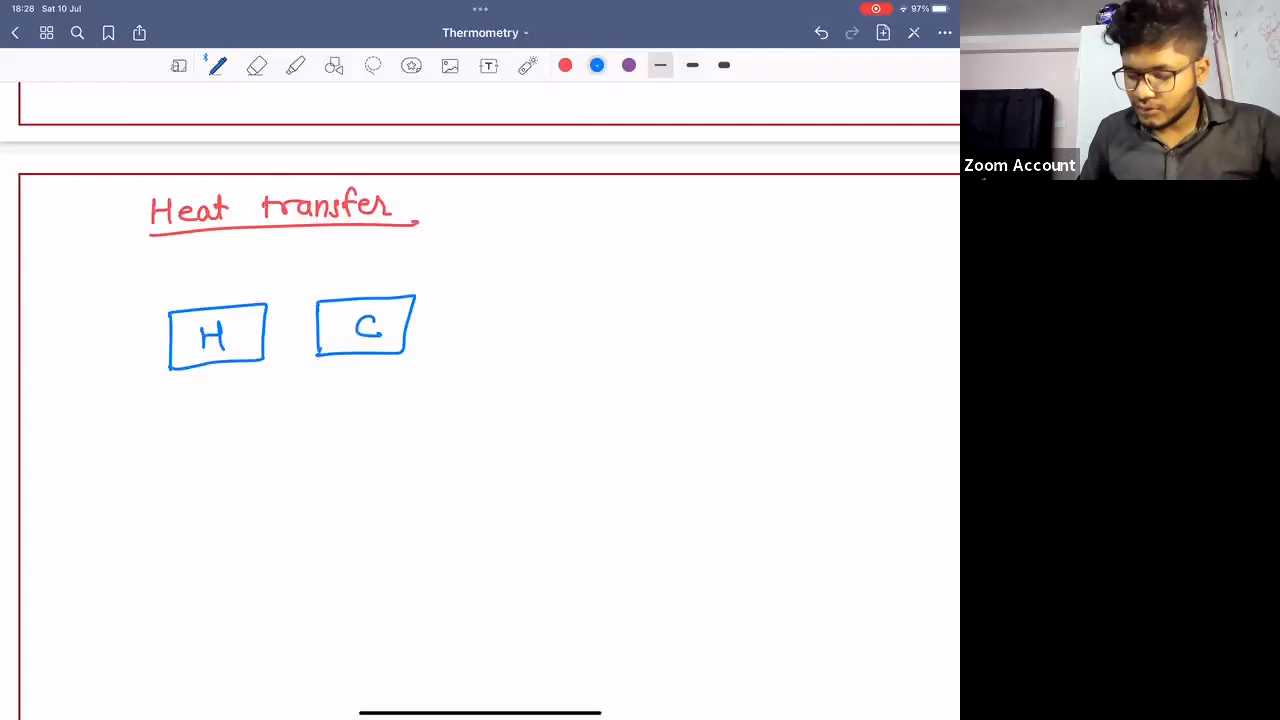 18:28 Sat 10 Jul
97%
Thermometry
T
Zoom Account
Heat transfer
H
C